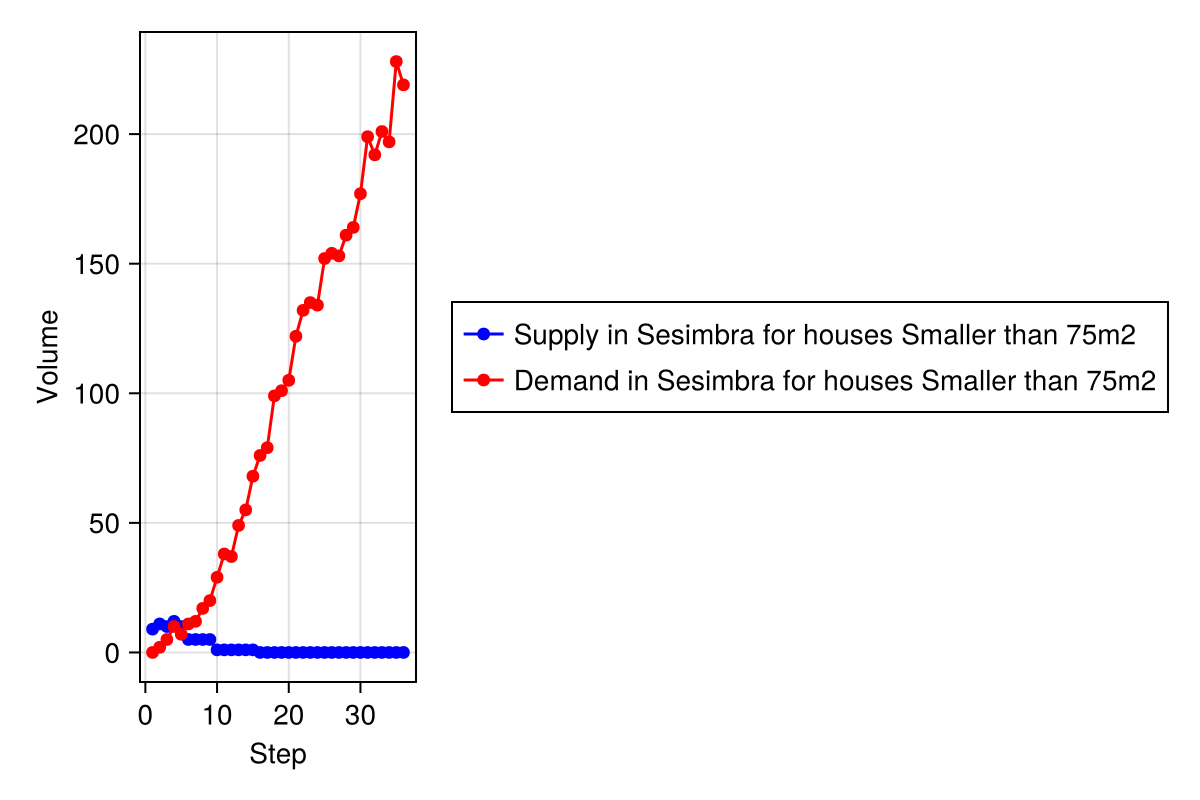 200
150
100
50
0
Volume
0 10 20 30
Step
Supply in Sesimbra for houses Smaller than 75m2
Demand in Sesimbra for houses Smaller than 75m2